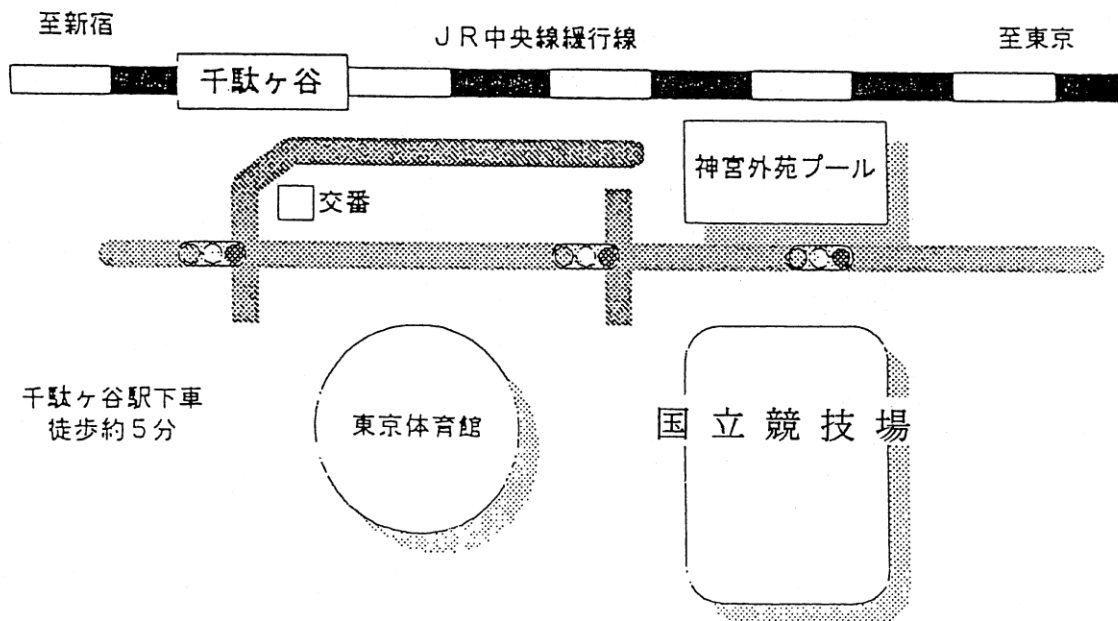 至新宿
JR中央線緩行線
至東京
千駄ヶ谷
神宮外苑プール
交番
千駄ヶ谷駅下車
徒歩約5分
東京体育館
国立競技場